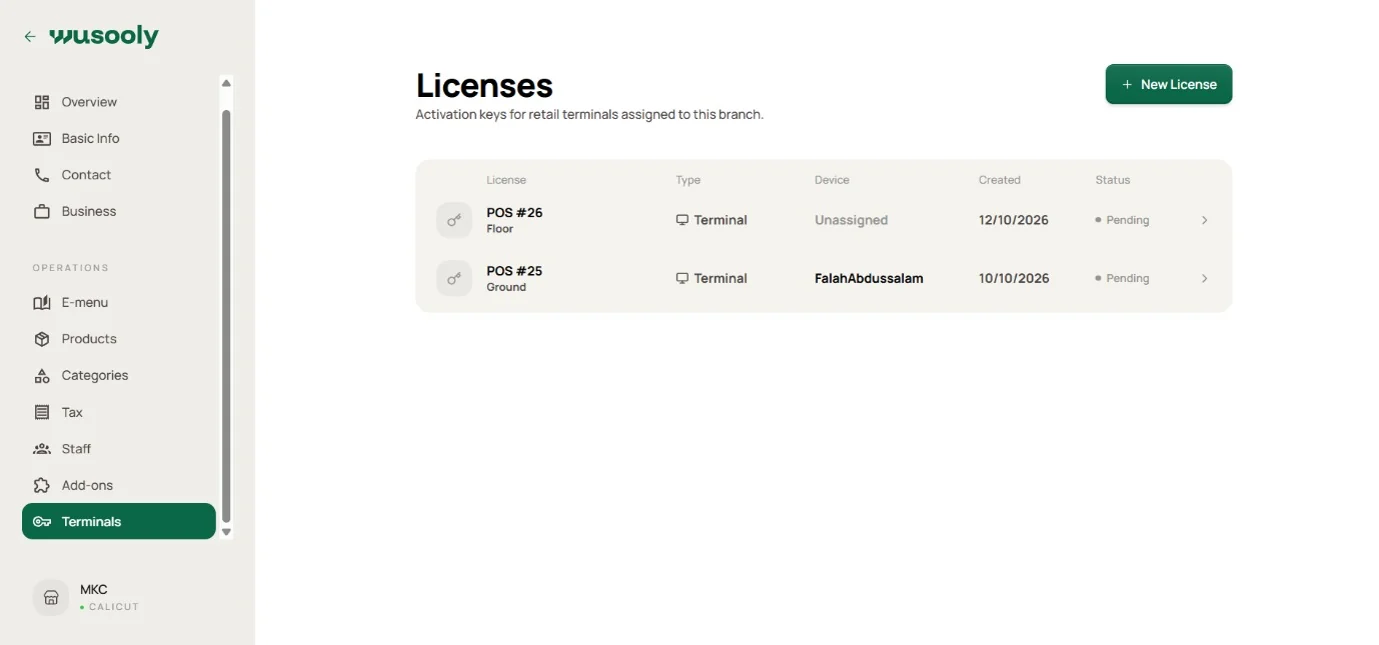 wusooly
Overview
Basic Info
Contact
Business
OPERATIONS
E-menu
Products
Categories
Tax
Staff
Add-ons
Terminals
MKC
CALICUT
Licenses
Activation keys for retail terminals assigned to this branch.
+ New License
License Type Device Created Status
POS #26
Floor
Terminal Unassigned 12/10/2026 Pending
POS #25
Ground
Terminal FalahAbdussalam 10/10/2026 Pending